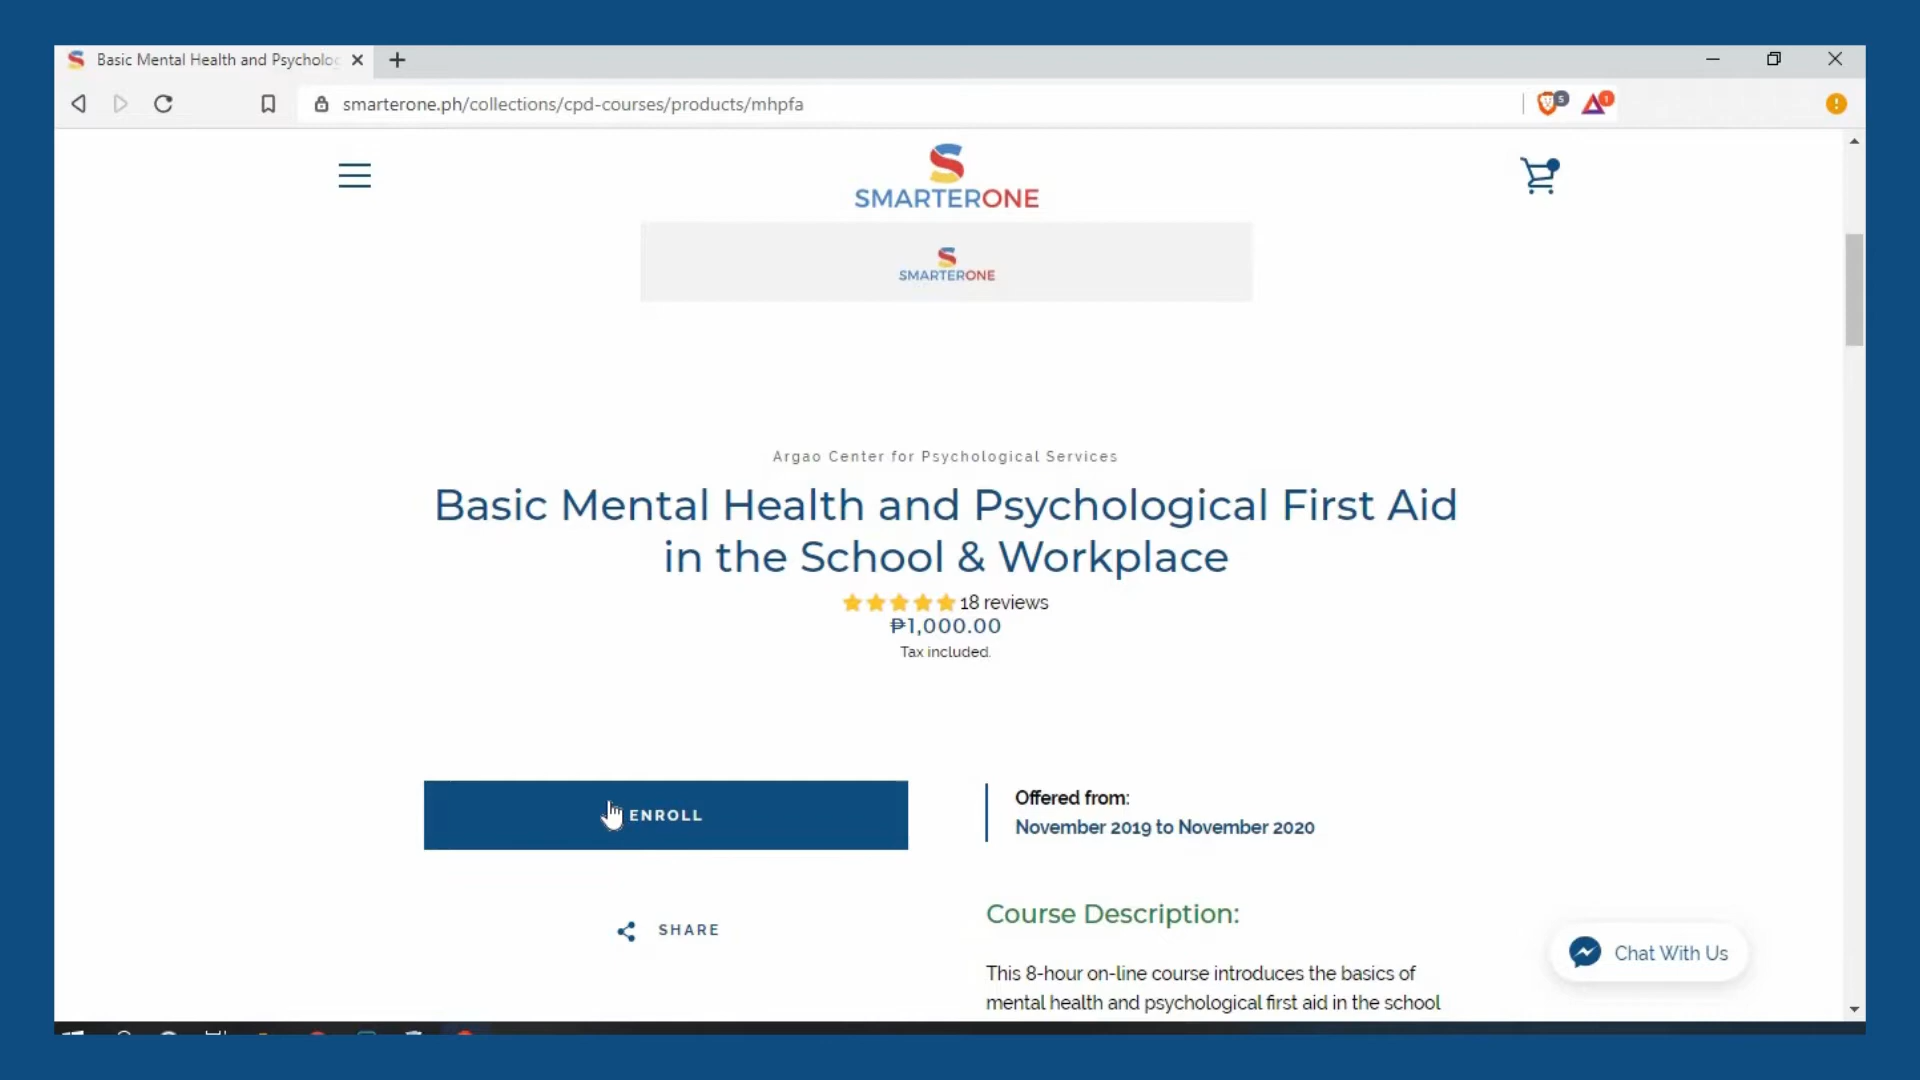 Basic Mental Health and Psycholog
smarterone.ph/collections/cpd-courses/products/mhpfa
5
1
SMARTERONE
SMARTERONE
Argao Center for Psychological Services
Basic Mental Health and Psychological First Aid
in the School & Workplace
18 reviews
₱1,000.00
Tax included.
ENROLL
Offered from:
November 2019 to November 2020
SHARE
Course Description:
This 8-hour on-line course introduces the basics of
mental health and psychological first aid in the school
Chat With Us